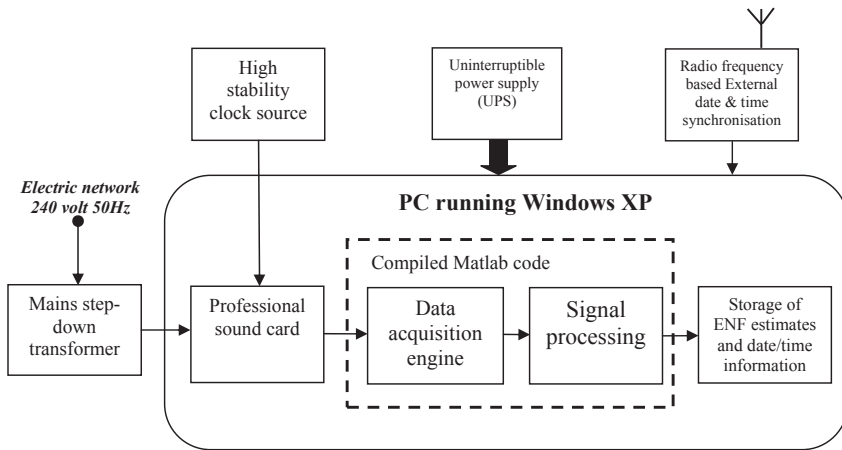 High
stability
clock source
Uninterruptible
power supply
(UPS)
Radio frequency
based External
date & time
synchronisation
Electric network
240 volt 50Hz
PC running Windows XP
Compiled Matlab code
Mains step-
down
transformer
Professional
sound card
Data
acquisition
engine
Signal
processing
Storage of
ENF estimates
and date/time
information